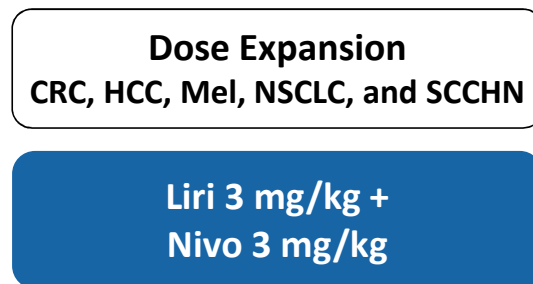 Dose Expansion
CRC, HCC, Mel, NSCLC, and SCCHN
Liri 3 mg/kg +
Nivo 3 mg/kg